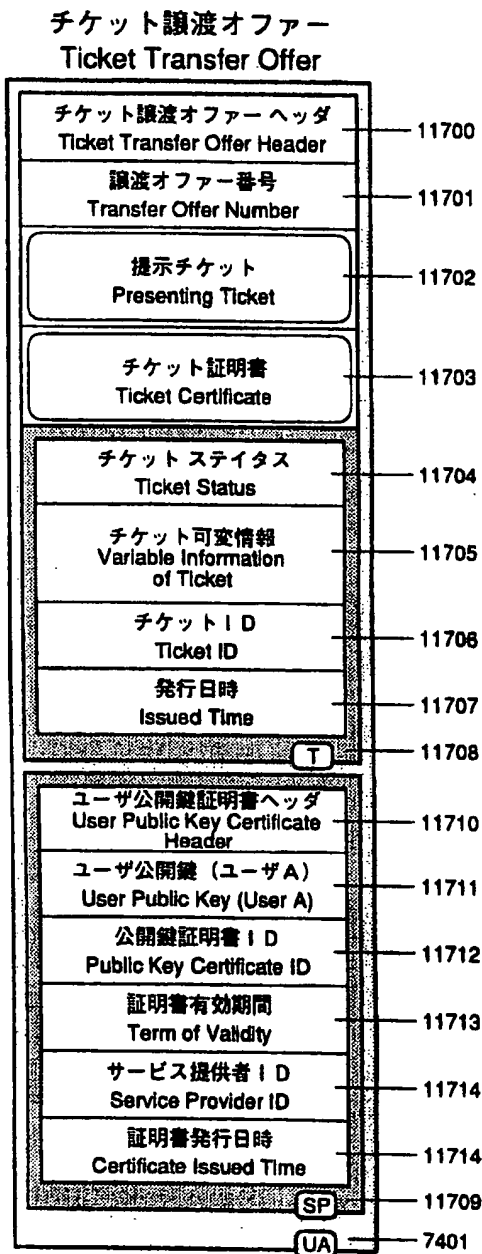 チケット譲渡オファー
Ticket Transfer Offer
チケット譲渡オファー ヘッダ
Ticket Transfer Offer Header
11700
譲渡オファー番号
Transfer Offer Number
11701
提示チケット
Presenting Ticket
11702
チケット証明書
Ticket Certificate
11703
チケット ステイタス
Ticket Status
11704
チケット可変情報
Variable Information
of Ticket
11705
チケットID
Ticket ID
11706
発行日時
Issued Time
11707
T
11708
ユーザ公開鍵証明書ヘッダ
User Public Key Certificate
Header
11710
ユーザ公開鍵(ユーザA)
User Public Key (User A)
11711
公開鍵証明書ID
Public Key Certificate ID
11712
証明書有効期間
Term of Validity
11713
サービス提供者ID
Service Provider ID
11714
証明書発行日時
Certificate Issued Time
11714
SP
11709
UA
7401